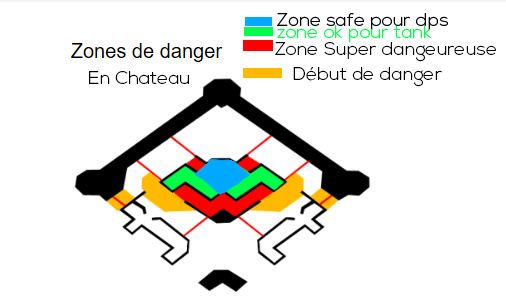 Zone safe pour dps
zone ok pour tank
Zones de danger
Zone Super dangeureuse
En Chateau
Début de danger